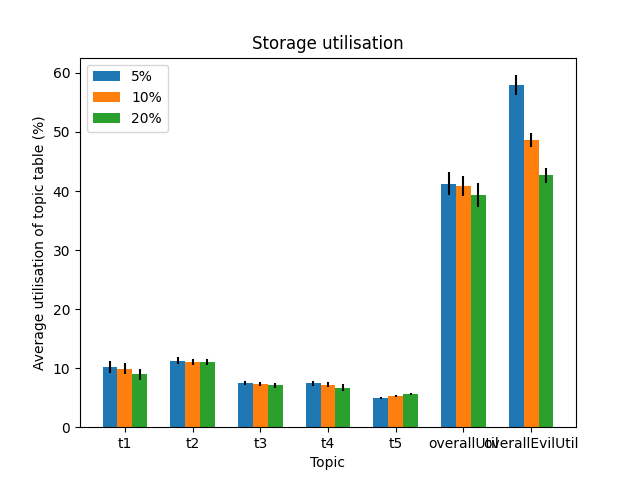 Storage utilisation
5%
10%
20%
Average utilisation of topic table (%)
60
50
40
30
20
10
0
t1 t2 t3 t4 t5 overallUtil overallEvilUtil
Topic